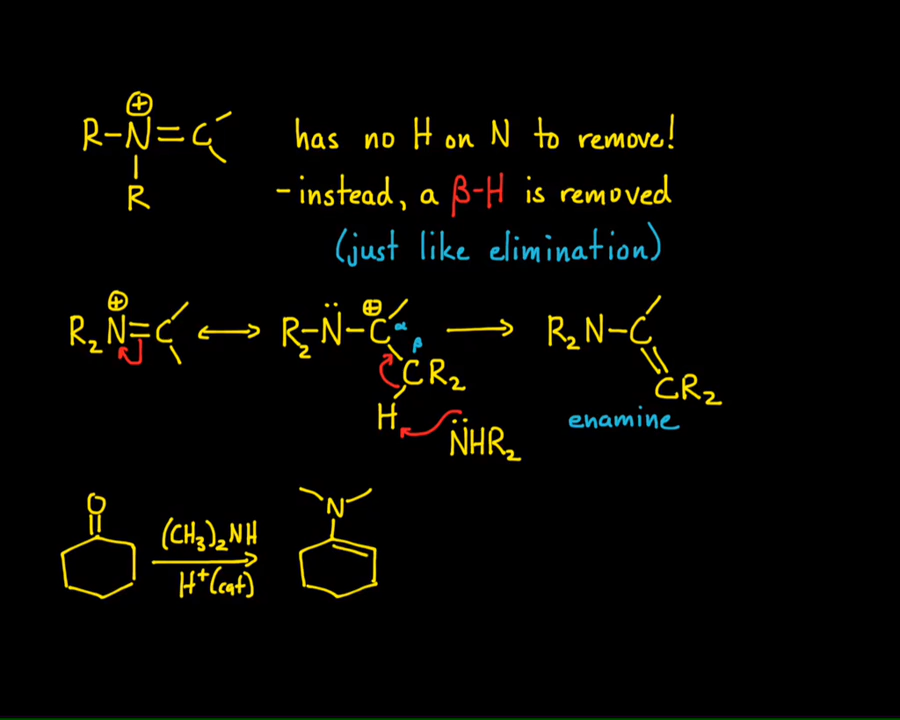 ⊕
R-N=C
R
has no H on N to remove!
-instead, a β-H is removed
(just like elimination)
⊕
R₂N=C ⟷ R₂-N̈-C⊕ α ⟶ R₂N-C
β
CR₂ CR₂
H N̈HR₂ enamine
O (CH₃)₂NH N
H⁺(cat)